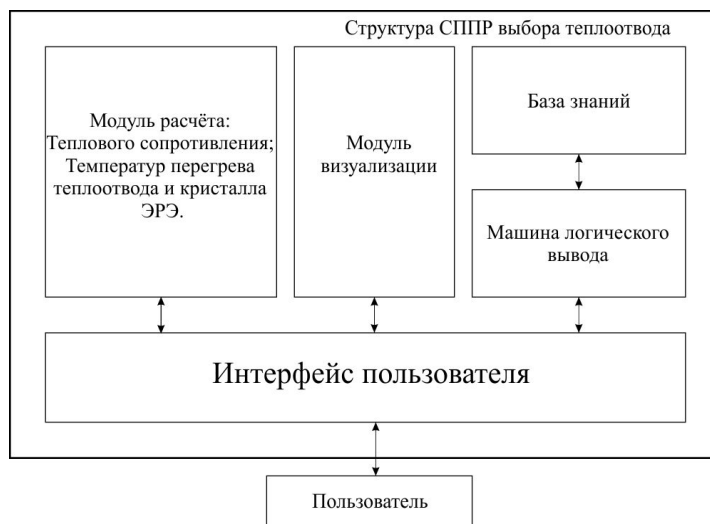 Структура СППР выбора теплоотвода
Модуль расчёта:
Теплового сопротивления;
Температур перегрева
теплоотвода и кристалла
ЭРЭ.
Модуль
визуализации
База знаний
Машина логического
вывода
Интерфейс пользователя
Пользователь